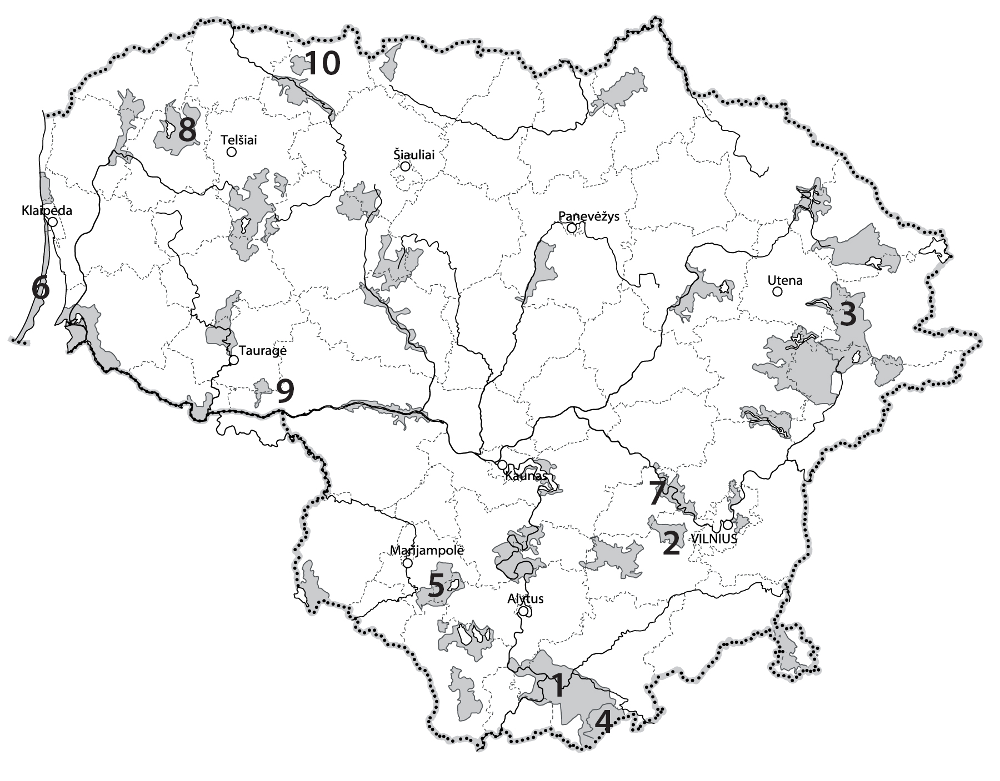 10
8
Telšiai
Šiauliai
Klaipėda
Panevėžys
6
Utena
3
Tauragė
9
Kaunas
7
VILNIUS
2
Marijampolė
5
Alytus
1
4